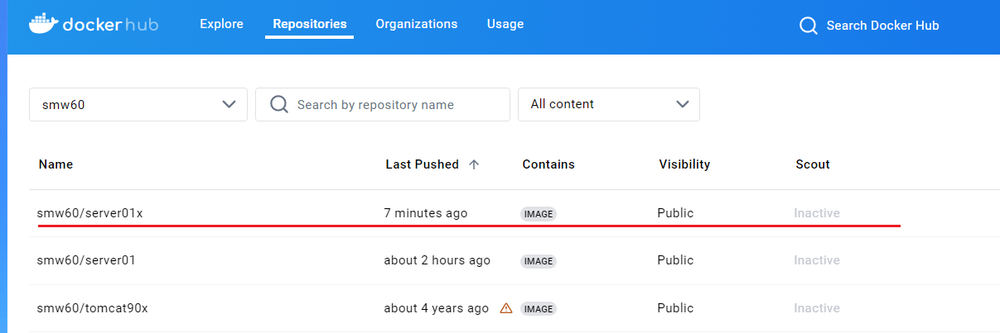 docker hub Explore Repositories Organizations Usage Search Docker Hub
smw60 Search by repository name All content
Name Last Pushed Contains Visibility Scout
smw60/server01x 7 minutes ago IMAGE Public Inactive
smw60/server01 about 2 hours ago IMAGE Public Inactive
smw60/tomcat90x about 4 years ago IMAGE Public Inactive